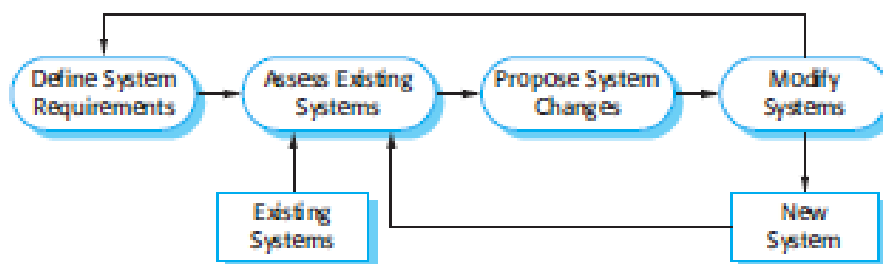 Define System
Requirements
Assess Existing
Systems
Propose System
Changes
Modify
Systems
Existing
Systems
New
System